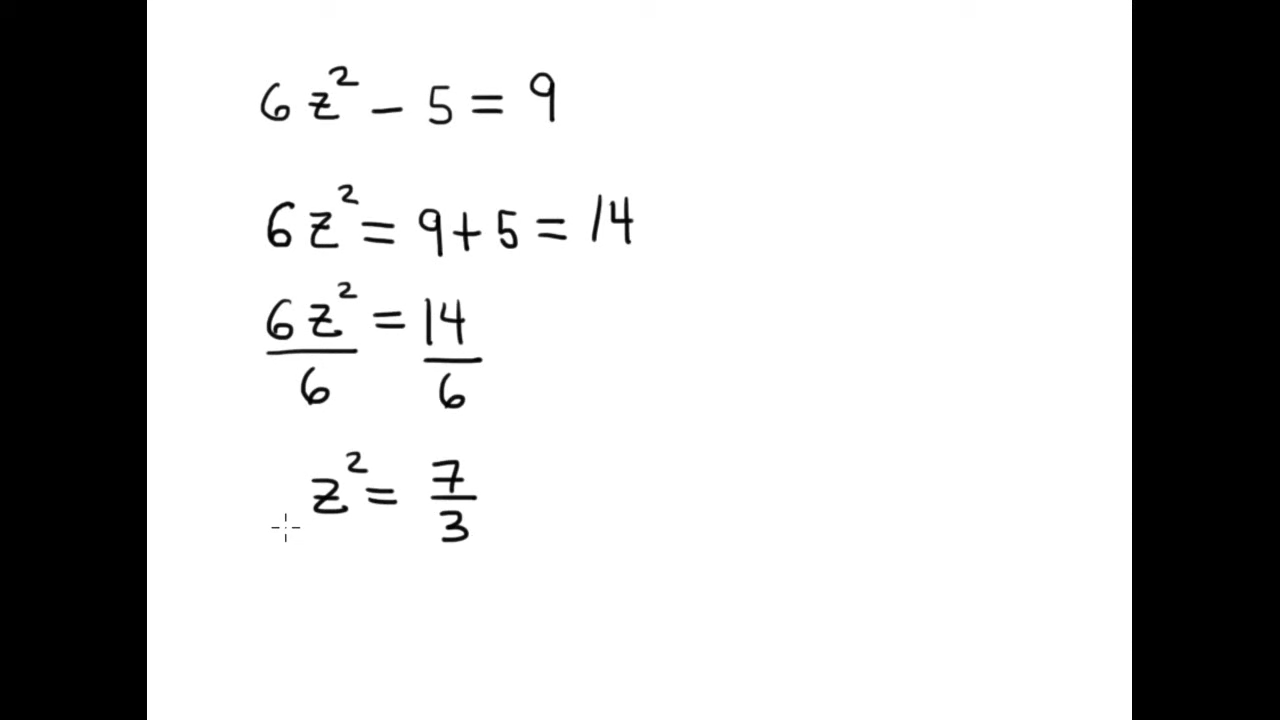 6z² − 5 = 9
6z² = 9 + 5 = 14
6z²/6 = 14/6
z² = 7/3